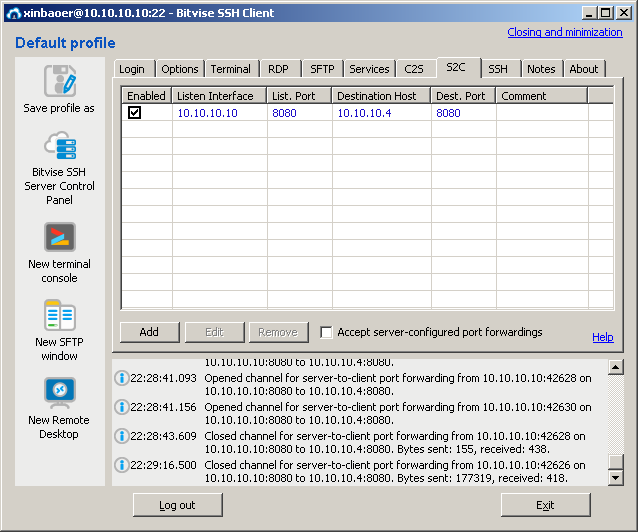 xinbaoer@10.10.10.10:22 - Bitvise SSH Client
Default profile
Closing and minimization
Save profile as
Bitvise SSH
Server Control
Panel
New terminal
console
New SFTP
window
New Remote
Desktop
Login Options Terminal RDP SFTP Services C2S S2C SSH Notes About
Enabled Listen Interface List. Port Destination Host Dest. Port Comment
10.10.10.10 8080 10.10.10.4 8080
Add Edit Remove Accept server-configured port forwardings
Help
10.10.10.10:8080 to 10.10.10.4:8080.
22:28:41.093 Opened channel for server-to-client port forwarding from 10.10.10.10:42628 on
10.10.10.10:8080 to 10.10.10.4:8080.
22:28:41.156 Opened channel for server-to-client port forwarding from 10.10.10.10:42630 on
10.10.10.10:8080 to 10.10.10.4:8080.
22:28:43.609 Closed channel for server-to-client port forwarding from 10.10.10.10:42628 on
10.10.10.10:8080 to 10.10.10.4:8080. Bytes sent: 155, received: 438.
22:29:16.500 Closed channel for server-to-client port forwarding from 10.10.10.10:42626 on
10.10.10.10:8080 to 10.10.10.4:8080. Bytes sent: 177319, received: 418.
Log out Exit